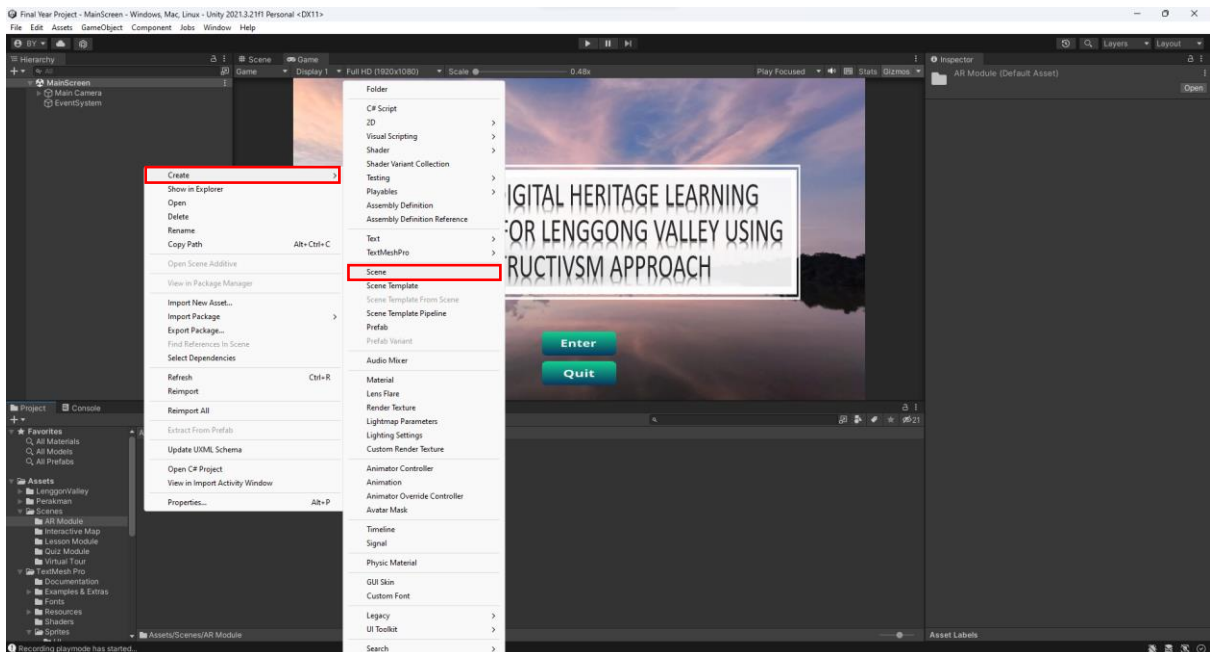 Final Year Project - MainScreen - Windows, Mac, Linux - Unity 2021.3.21f1 Personal <DX11>
File Edit Assets GameObject Component Jobs Window Help
BY
Layers
Layout
Hierarchy
All
MainScreen
Main Camera
EventSystem
Scene
Game
Game
Display 1
Full HD (1920x1080)
Scale
0.48x
Play Focused
Stats
Gizmos
Inspector
AR Module (Default Asset)
Open
IGITAL HERITAGE LEARNING
FOR LENGGONG VALLEY USING
TRUCTIVSM APPROACH
Enter
Quit
Create
Show in Explorer
Open
Delete
Rename
Copy Path Alt+Ctrl+C
Open Scene Additive
View in Package Manager
Import New Asset...
Import Package
Export Package...
Find References In Scene
Select Dependencies
Refresh Ctrl+R
Reimport
Reimport All
Extract From Prefab
Update UXML Schema
Open C# Project
View in Import Activity Window
Properties... Alt+P
Folder
C# Script
2D
Visual Scripting
Shader
Shader Variant Collection
Testing
Playables
Assembly Definition
Assembly Definition Reference
Text
TextMeshPro
Scene
Scene Template
Scene Template From Scene
Scene Template Pipeline
Prefab
Prefab Variant
Audio Mixer
Material
Lens Flare
Render Texture
Lightmap Parameters
Lighting Settings
Custom Render Texture
Animator Controller
Animation
Animator Override Controller
Avatar Mask
Timeline
Signal
Physic Material
GUI Skin
Custom Font
Legacy
UI Toolkit
Search
Project
Console
21
Favorites
All Materials
All Models
All Prefabs
Assets
LenggonValley
Perakman
Scenes
AR Module
Interactive Map
Lesson Module
Quiz Module
Virtual Tour
TextMesh Pro
Documentation
Examples & Extras
Fonts
Resources
Shaders
Sprites
Assets/Scenes/AR Module
Asset Labels
Recording playmode has started...